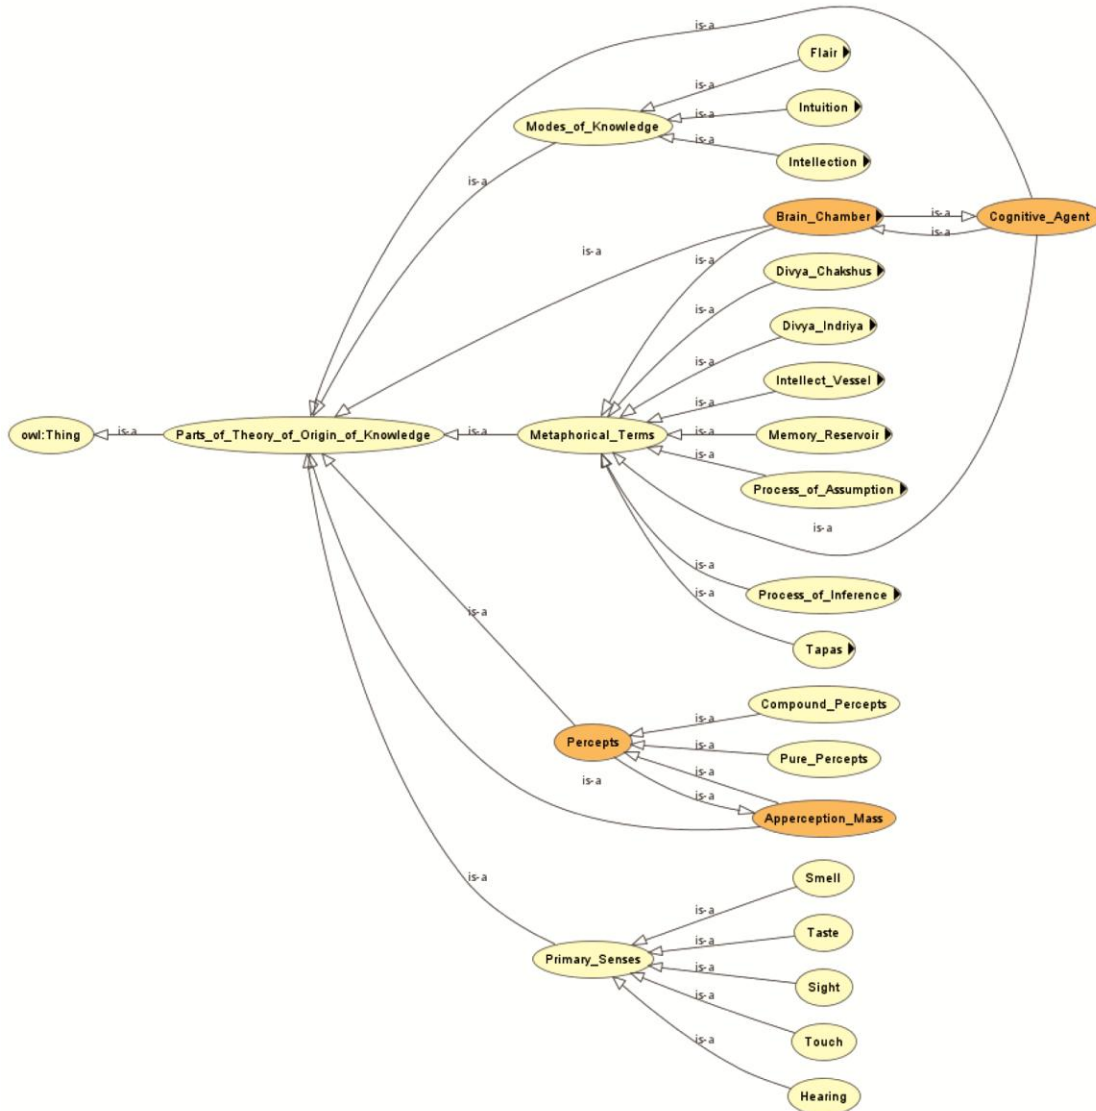 is-a
Flair
is-a
Intuition
Modes_of_Knowledge
is-a
is-a
Intellection
is-a
Brain_Chamber
is-a
Cognitive_Agent
is-a
is-a
is-a
Divya_Chakshus
is-a
Divya_Indriya
is-a
Intellect_Vessel
is-a
owl:Thing
is-a
Parts_of_Theory_of_Origin_of_Knowledge
is-a
Metaphorical_Terms
is-a
Memory_Reservoir
is-a
Process_of_Assumption
is-a
is-a
Process_of_Inference
is-a
is-a
Tapas
Compound_Percepts
is-a
Percepts
is-a
Pure_Percepts
is-a
is-a
is-a
Apperception_Mass
is-a
Smell
is-a
Taste
is-a
Primary_Senses
is-a
Sight
is-a
Touch
is-a
Hearing